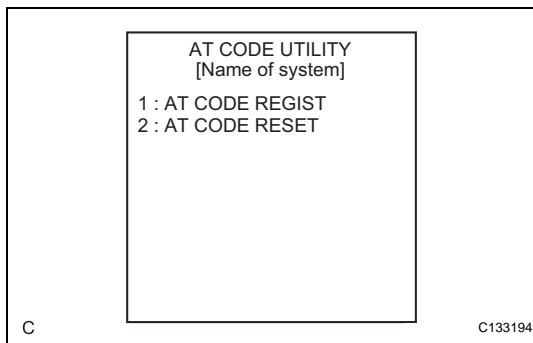 AT CODE UTILITY
[Name of system]
1 : AT CODE REGIST
2 : AT CODE RESET
C
C133194